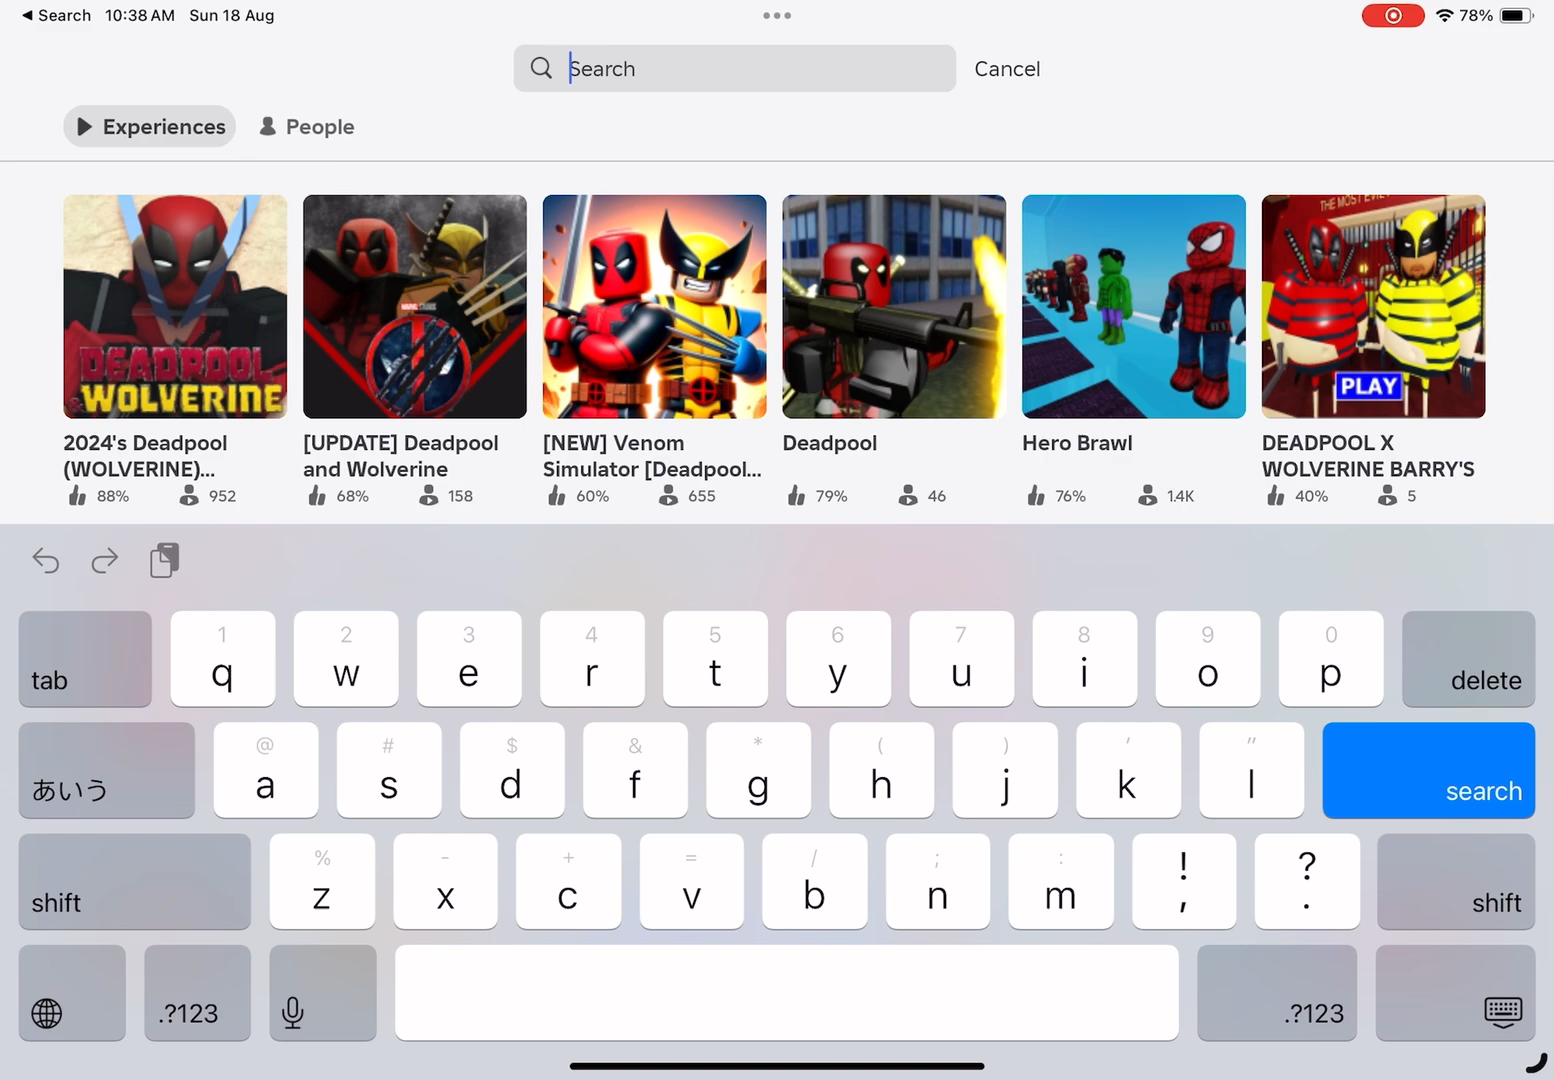 Search 10:38 AM Sun 18 Aug
78%
Search
Cancel
Experiences
People
THE MOST
DEADPOOL
WOLVERINE
PLAY
2024's Deadpool
(WOLVERINE)...
88% 952
[UPDATE] Deadpool
and Wolverine
68% 158
[NEW] Venom
Simulator [Deadpool...
60% 655
Deadpool
79% 46
Hero Brawl
76% 1.4K
DEADPOOL X
WOLVERINE BARRY'S
40% 5
1 2 3 4 5 6 7 8 9 0
tab q w e r t y u i o p delete
@ # $ & * ( ) ' "
あいう a s d f g h j k l search
% - + = / ; : ! ?
shift z x c v b n m , . shift
.?123 .?123